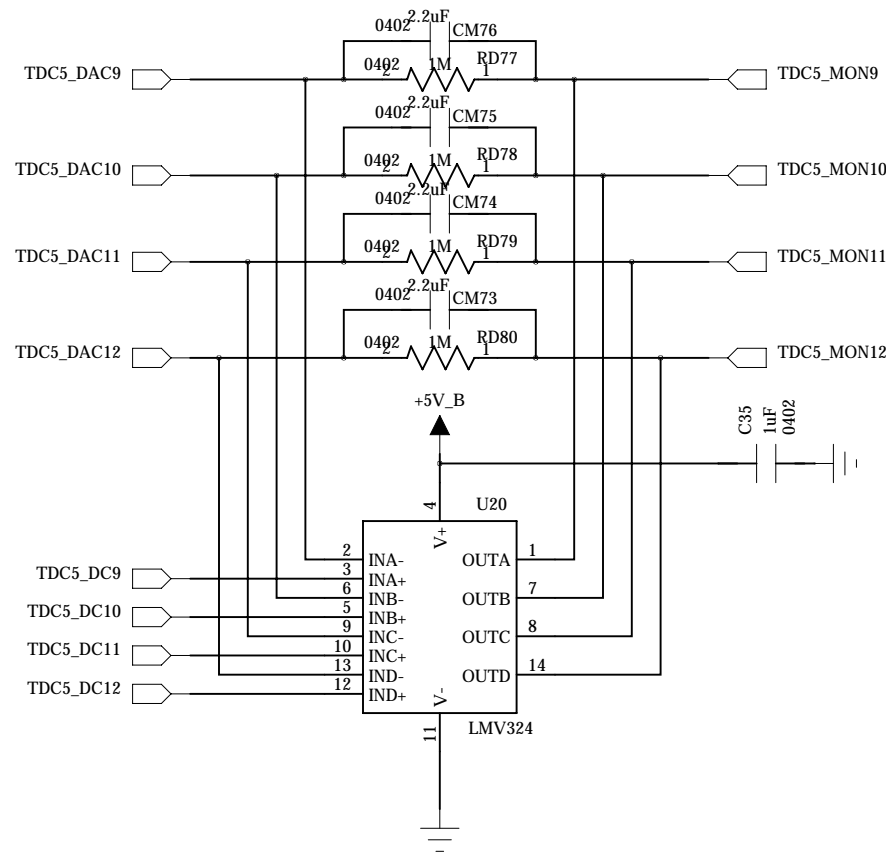 2.2uF
0402 CM76
TDC5_DAC9 0402 2 1M 1 RD77 TDC5_MON9
2.2uF
0402 CM75
TDC5_DAC10 0402 2 1M 1 RD78 TDC5_MON10
2.2uF
0402 CM74
TDC5_DAC11 0402 2 1M 1 RD79 TDC5_MON11
2.2uF
0402 CM73
TDC5_DAC12 0402 2 1M 1 RD80 TDC5_MON12
+5V_B
C35
1uF
0402
4 U20
V+
2 INA- OUTA 1
TDC5_DC9 3 INA+
6 INB- OUTB 7
TDC5_DC10 5 INB+
9 INC- OUTC 8
TDC5_DC11 10 INC+
13 IND- OUTD 14
TDC5_DC12 12 IND+
V-
11 LMV324